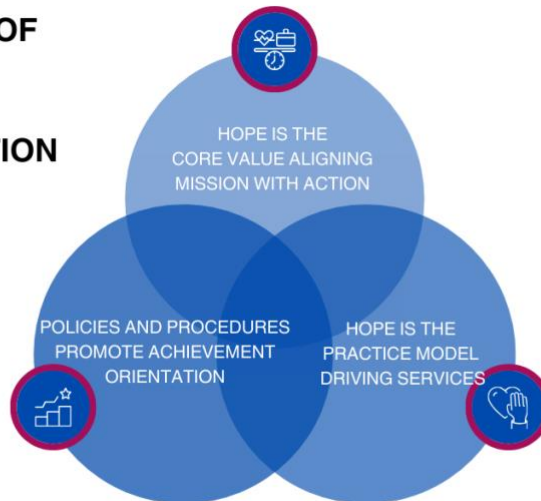 OF
TION
HOPE IS THE
CORE VALUE ALIGNING
MISSION WITH ACTION
POLICIES AND PROCEDURES
PROMOTE ACHIEVEMENT
ORIENTATION
HOPE IS THE
PRACTICE MODEL
DRIVING SERVICES